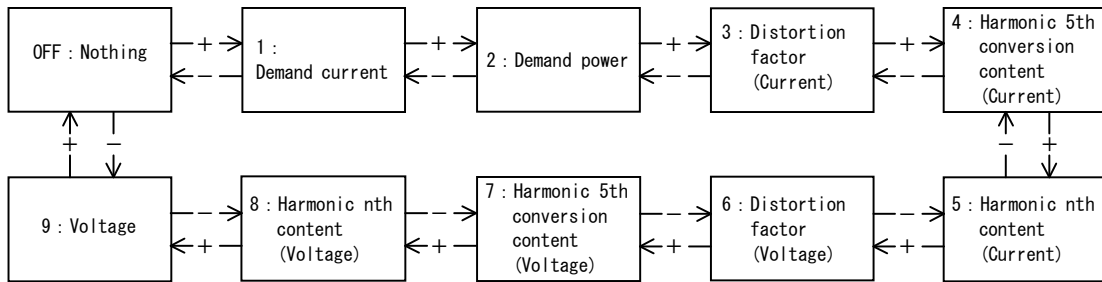 OFF：Nothing
+
−
1：
Demand current
+
−
2：Demand power
+
−
3：Distortion
factor
(Current)
+
−
4：Harmonic 5th
conversion
content
(Current)
+
−
−
+
9：Voltage
−
+
8：Harmonic nth
content
(Voltage)
−
+
7：Harmonic 5th
conversion
content
(Voltage)
−
+
6：Distortion
factor
(Voltage)
−
+
5：Harmonic nth
content
(Current)